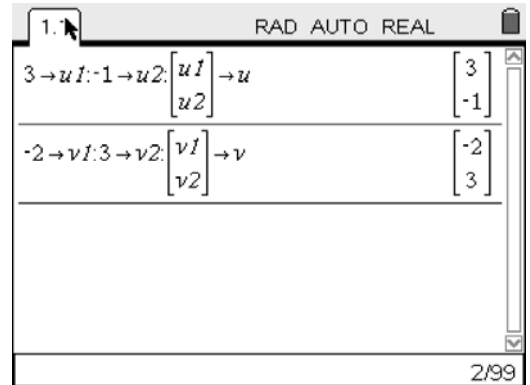 1.1
RAD AUTO REAL
3→u1:-1→u2:[u1 u2]→u [3 -1]
-2→v1:3→v2:[v1 v2]→v [-2 3]
2/99